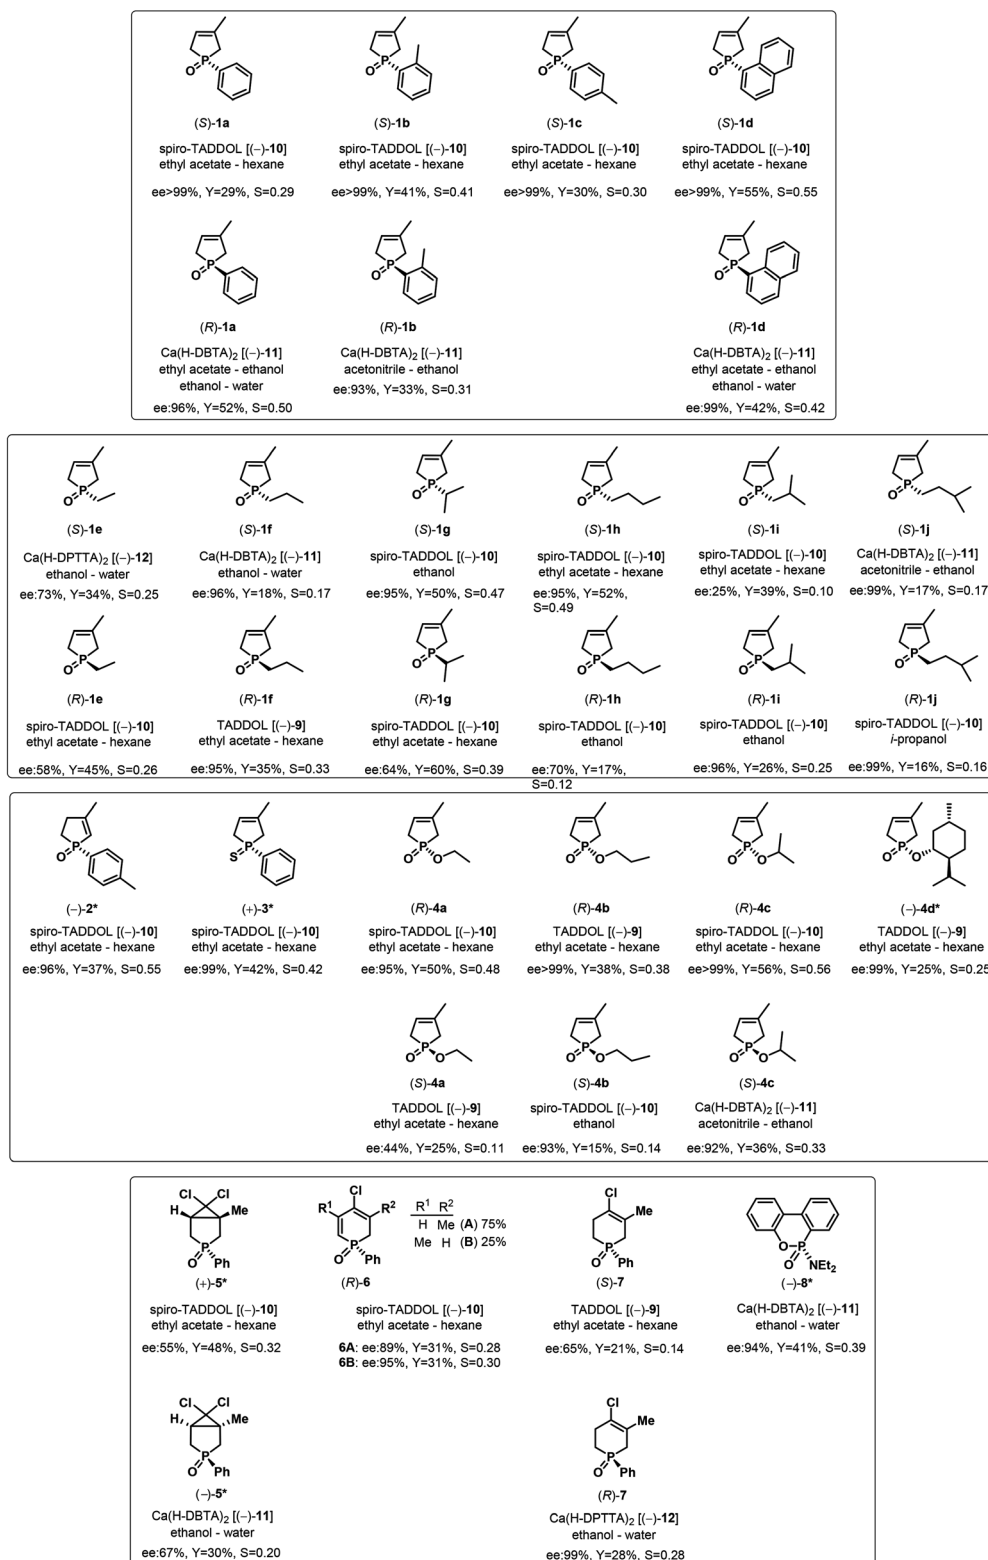 (S)-1a (S)-1b (S)-1c (S)-1d
spiro-TADDOL [(−)-10] spiro-TADDOL [(−)-10] spiro-TADDOL [(−)-10] spiro-TADDOL [(−)-10]
ethyl acetate - hexane ethyl acetate - hexane ethyl acetate - hexane ethyl acetate - hexane
ee>99%, Y=29%, S=0.29 ee>99%, Y=41%, S=0.41 ee>99%, Y=30%, S=0.30 ee>99%, Y=55%, S=0.55
P O P O P O
(R)-1a (R)-1b (R)-1d
Ca(H-DBTA)2 [(−)-11] Ca(H-DBTA)2 [(−)-11] Ca(H-DBTA)2 [(−)-11]
ethyl acetate - ethanol acetonitrile - ethanol ethyl acetate - ethanol
ethanol - water ee:93%, Y=33%, S=0.31 ethanol - water
ee:96%, Y=52%, S=0.50 ee:99%, Y=42%, S=0.42
P O P O P O P O P O P O
(S)-1e (S)-1f (S)-1g (S)-1h (S)-1i (S)-1j
Ca(H-DPTTA)2 [(−)-12] Ca(H-DBTA)2 [(−)-11] spiro-TADDOL [(−)-10] spiro-TADDOL [(−)-10] spiro-TADDOL [(−)-10] Ca(H-DBTA)2 [(−)-11]
ethanol - water ethanol - water ethanol ethyl acetate - hexane ethyl acetate - hexane acetonitrile - ethanol
ee:73%, Y=34%, S=0.25 ee:96%, Y=18%, S=0.17 ee:95%, Y=50%, S=0.47 ee:95%, Y=52%, ee:25%, Y=39%, S=0.10 ee:99%, Y=17%, S=0.17
S=0.49
P O P O P O P O P O P O
(R)-1e (R)-1f (R)-1g (R)-1h (R)-1i (R)-1j
spiro-TADDOL [(−)-10] TADDOL [(−)-9] spiro-TADDOL [(−)-10] spiro-TADDOL [(−)-10] spiro-TADDOL [(−)-10] spiro-TADDOL [(−)-10]
ethyl acetate - hexane ethyl acetate - hexane ethyl acetate - hexane ethanol ethanol i-propanol
ee:58%, Y=45%, S=0.26 ee:95%, Y=35%, S=0.33 ee:64%, Y=60%, S=0.39 ee:70%, Y=17%, ee:96%, Y=26%, S=0.25 ee:99%, Y=16%, S=0.16
S=0.12
P O P S P O O P O O P O O P O O
(−)-2* (+)-3* (R)-4a (R)-4b (R)-4c (−)-4d*
spiro-TADDOL [(−)-10] spiro-TADDOL [(−)-10] spiro-TADDOL [(−)-10] TADDOL [(−)-9] spiro-TADDOL [(−)-10] TADDOL [(−)-9]
ethyl acetate - hexane ethyl acetate - hexane ethyl acetate - hexane ethyl acetate - hexane ethyl acetate - hexane ethyl acetate - hexane
ee:96%, Y=37%, S=0.55 ee:99%, Y=42%, S=0.42 ee:95%, Y=50%, S=0.48 ee>99%, Y=38%, S=0.38 ee>99%, Y=56%, S=0.56 ee:99%, Y=25%, S=0.25
P O O P O O P O O
(S)-4a (S)-4b (S)-4c
TADDOL [(−)-9] spiro-TADDOL [(−)-10] Ca(H-DBTA)2 [(−)-11]
ethyl acetate - hexane ethanol acetonitrile - ethanol
ee:44%, Y=25%, S=0.11 ee:93%, Y=15%, S=0.14 ee:92%, Y=36%, S=0.33
Cl Cl Cl R1 R2 Cl
H Me R1 R2 H Me (A) 75% Me
Me H (B) 25%
P O Ph P O Ph P O Ph O P O NEt2
(+)-5* (R)-6 (S)-7 (−)-8*
spiro-TADDOL [(−)-10] spiro-TADDOL [(−)-10] TADDOL [(−)-9] Ca(H-DBTA)2 [(−)-11]
ethyl acetate - hexane ethyl acetate - hexane ethyl acetate - hexane ethanol - water
ee:55%, Y=48%, S=0.32 6A: ee:89%, Y=31%, S=0.28 ee:65%, Y=21%, S=0.14 ee:94%, Y=41%, S=0.39
6B: ee:95%, Y=31%, S=0.30
Cl Cl Cl
H Me Me
P O Ph P O Ph
(−)-5* (R)-7
Ca(H-DBTA)2 [(−)-11] Ca(H-DPTTA)2 [(−)-12]
ethanol - water ethanol - water
ee:67%, Y=30%, S=0.20 ee:99%, Y=28%, S=0.28